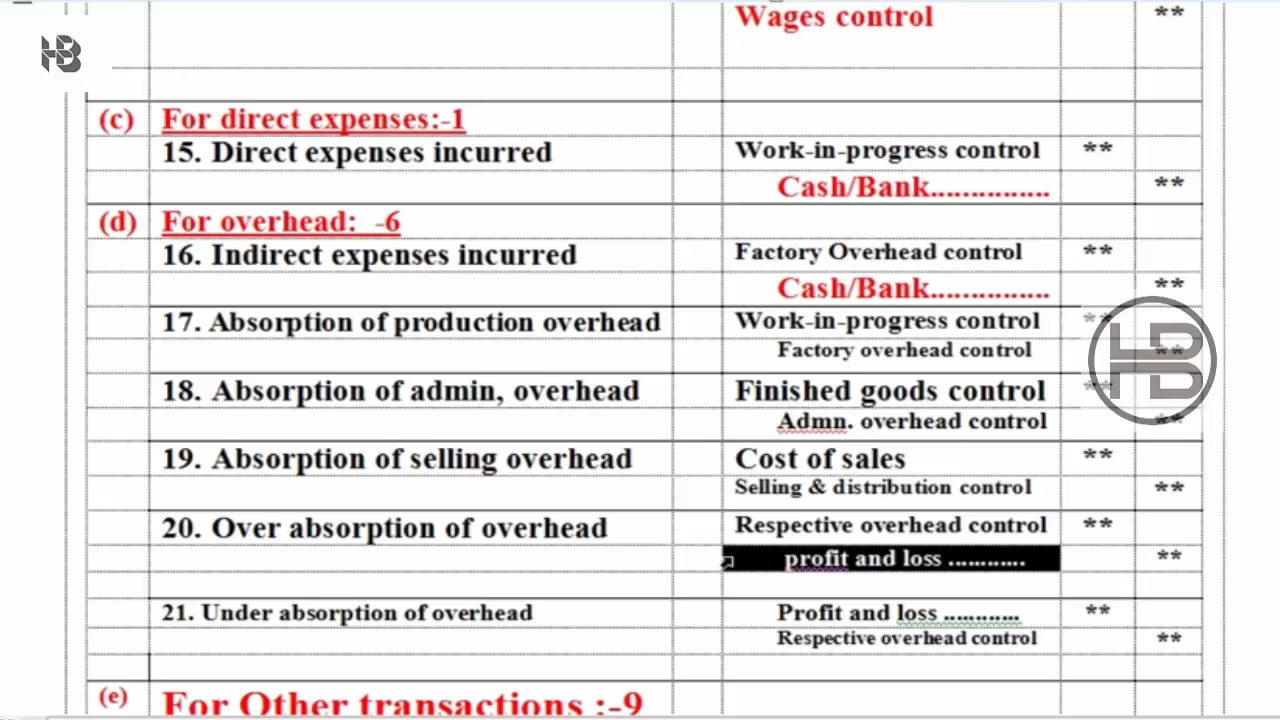 Wages control **
HB
(c) For direct expenses:-1
15. Direct expenses incurred Work-in-progress control **
Cash/Bank.............. **
(d) For overhead: -6
16. Indirect expenses incurred Factory Overhead control **
Cash/Bank.............. **
17. Absorption of production overhead Work-in-progress control **
Factory overhead control **
18. Absorption of admin, overhead Finished goods control **
Admn. overhead control **
19. Absorption of selling overhead Cost of sales **
Selling & distribution control **
20. Over absorption of overhead Respective overhead control **
profit and loss ............ **
21. Under absorption of overhead Profit and loss ............ **
Respective overhead control **
(e) For Other transactions :-9